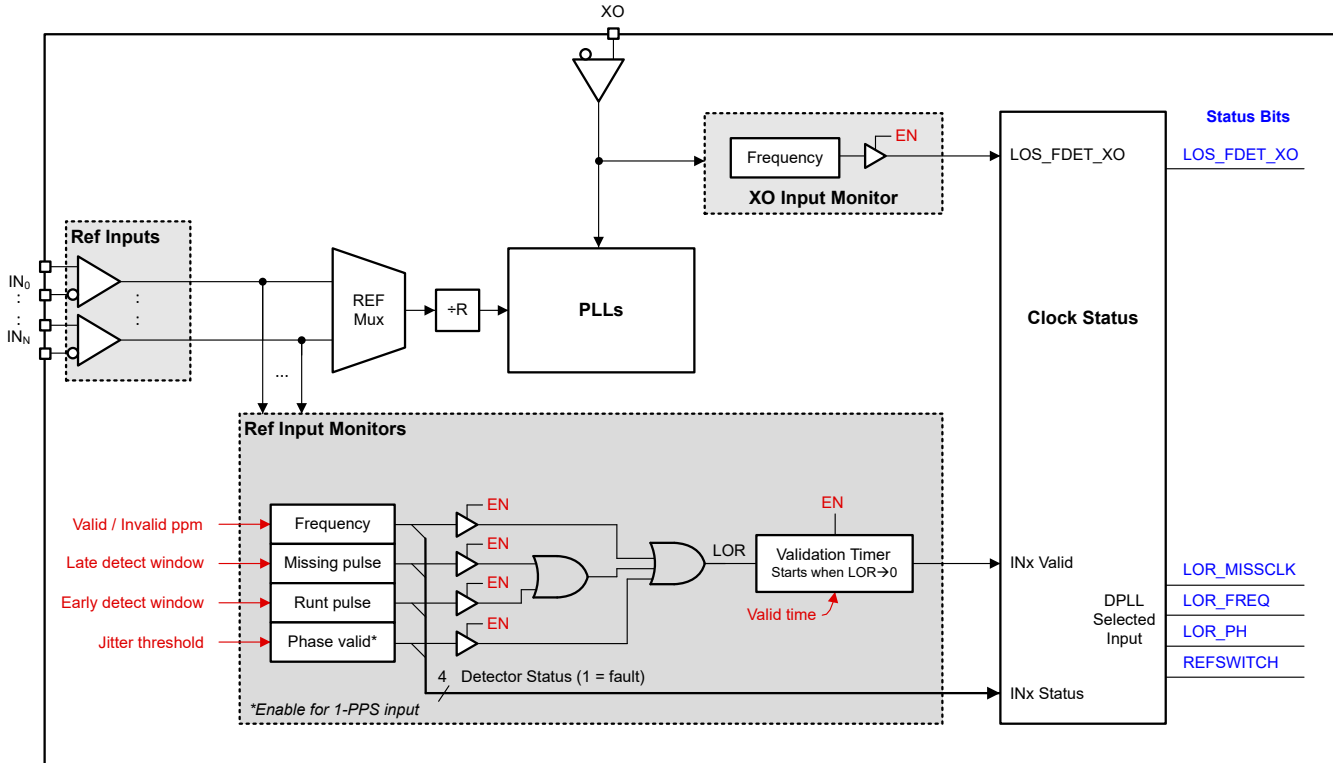 XO
EN
Status Bits
Frequency
LOS_FDET_XO
LOS_FDET_XO
XO Input Monitor
Ref Inputs
IN0
:
:
:
:
:
:
INN
REF
Mux
÷R
PLLs
Clock Status
...
Ref Input Monitors
Valid / Invalid ppm
Frequency
EN
EN
Late detect window
Missing pulse
EN
LOR
Validation Timer
Starts when LOR→0
INx Valid
LOR_MISSCLK
Early detect window
Runt pulse
EN
Valid time
DPLL
Selected
Input
LOR_FREQ
Jitter threshold
Phase valid*
EN
LOR_PH
REFSWITCH
4 Detector Status (1 = fault)
INx Status
*Enable for 1-PPS input